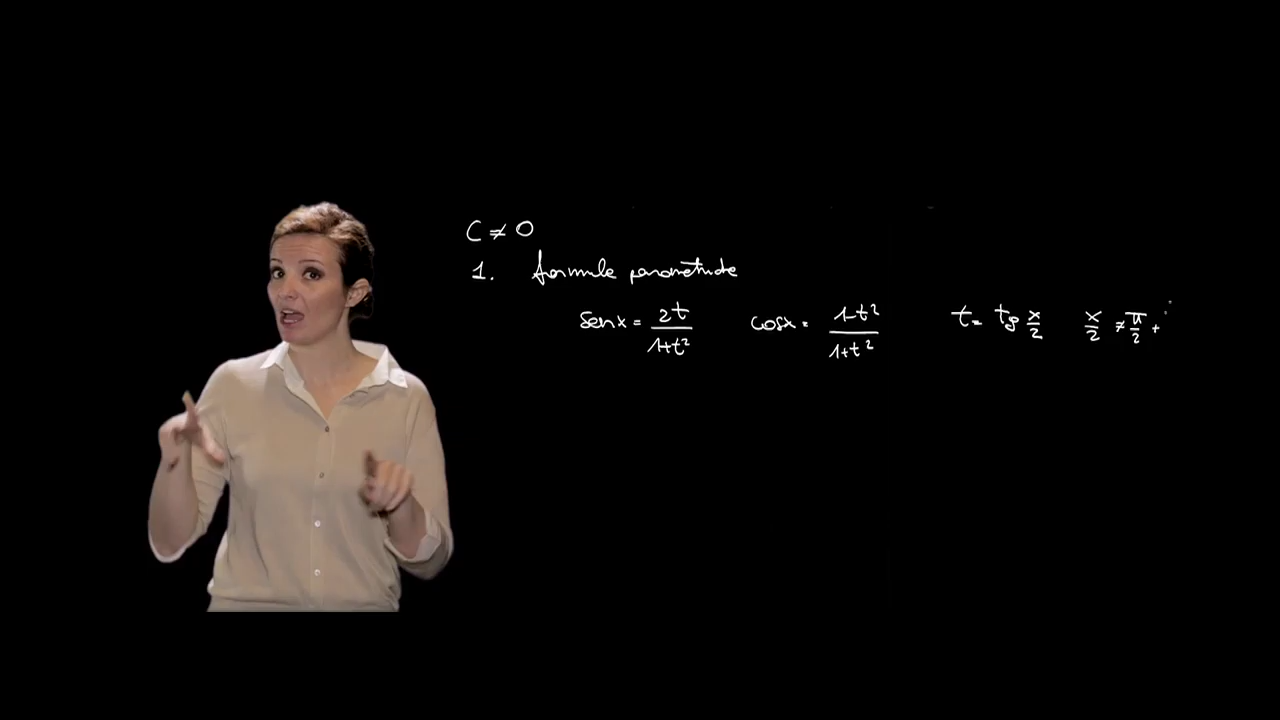 C ≠ 0
1. formule parametriche
sen x = 2t / 1+t² cos x = 1-t² / 1+t² t = tg x/2 x/2 ≠ π/2 +